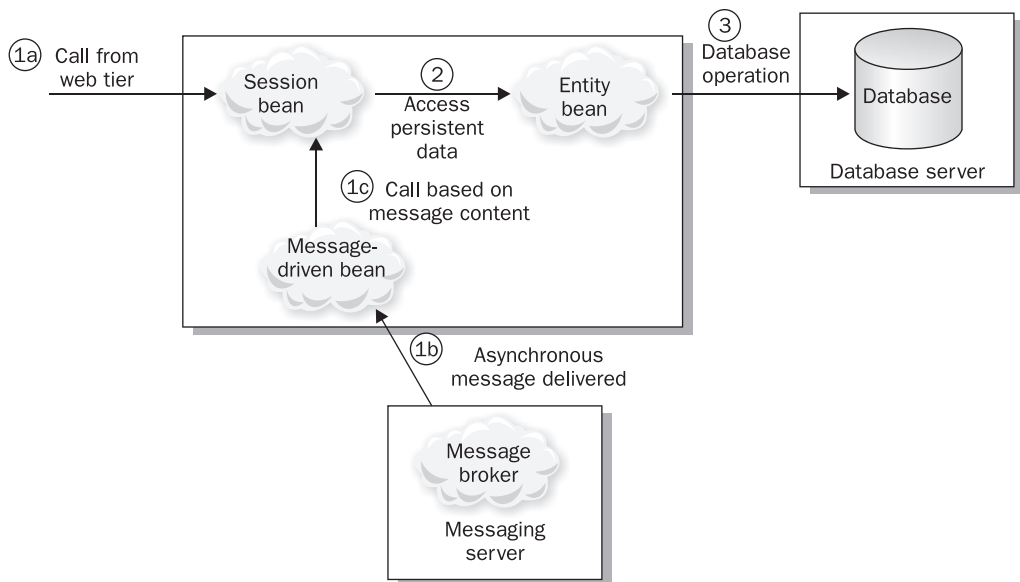 1a
Call from
web tier
Session
bean
2
Access
persistent
data
Entity
bean
3
Database
operation
Database
Database server
1c
Call based on
message content
Message-
driven bean
1b
Asynchronous
message delivered
Message
broker
Messaging
server